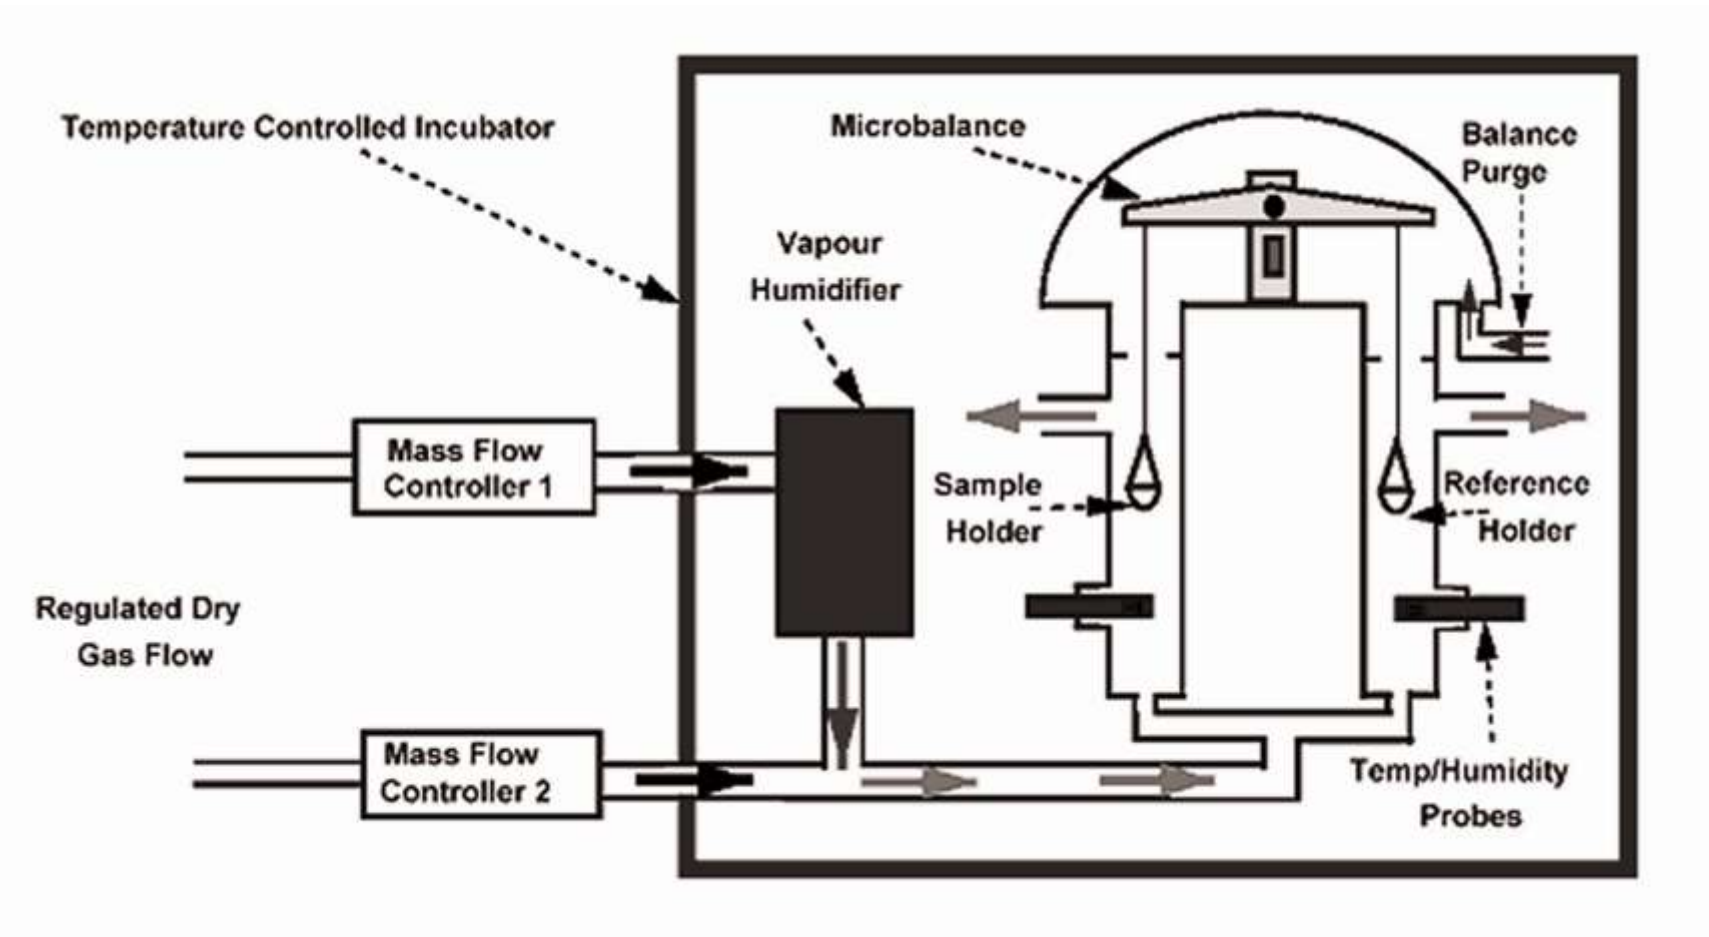 Temperature Controlled Incubator
Microbalance
Balance
Purge
Vapour
Humidifier
Mass Flow
Controller 1
Sample
Holder
Reference
Holder
Regulated Dry
Gas Flow
Mass Flow
Controller 2
Temp/Humidity
Probes